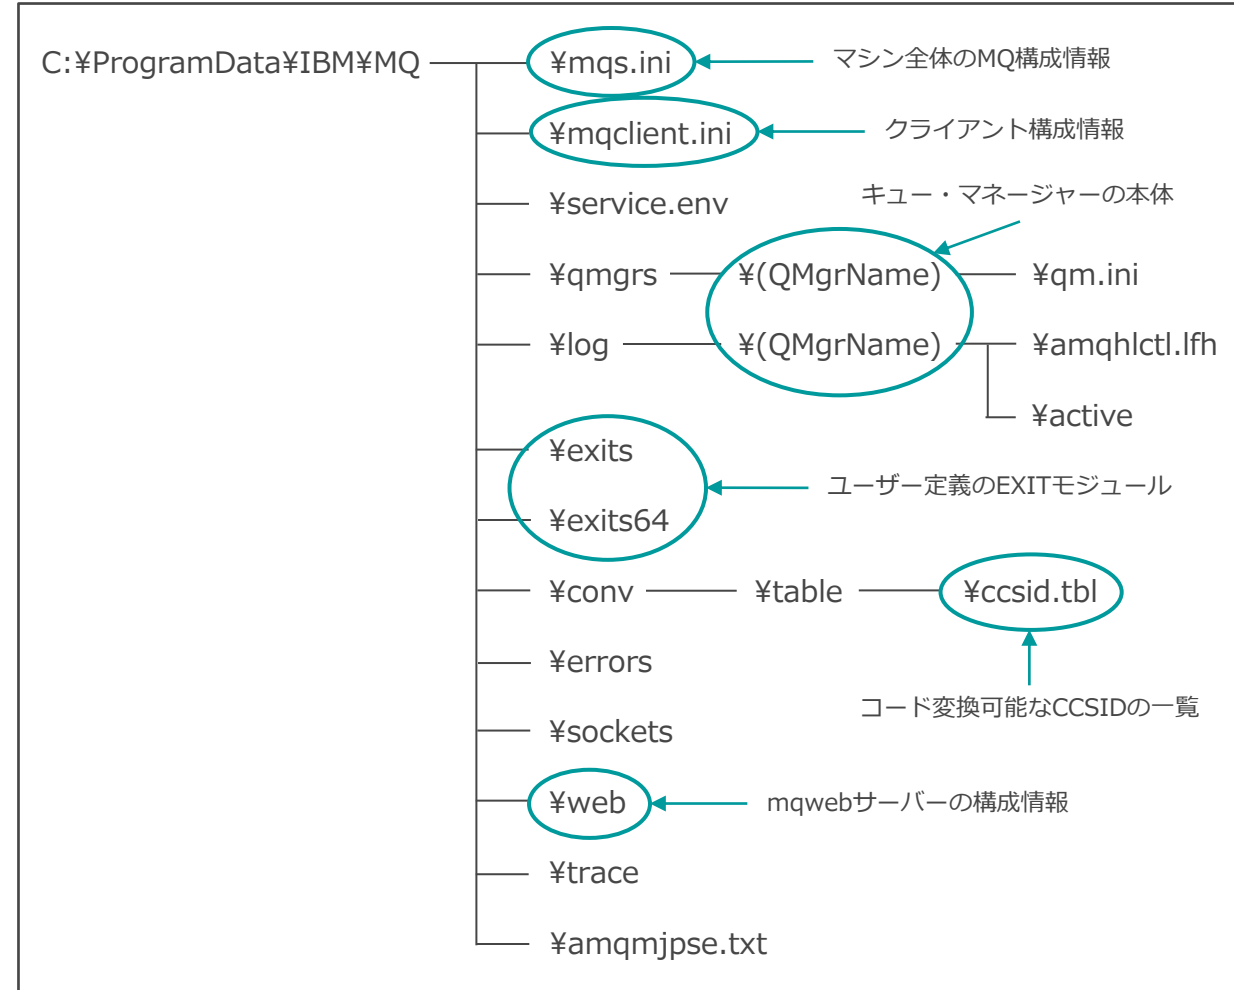 C:¥ProgramData¥IBM¥MQ
¥mqs.ini
マシン全体のMQ構成情報
¥mqclient.ini
クライアント構成情報
¥service.env
キュー・マネージャーの本体
¥qmgrs
¥(QMgrName)
¥qm.ini
¥log
¥(QMgrName)
¥amqhlctl.lfh
¥active
¥exits
ユーザー定義のEXITモジュール
¥exits64
¥conv
¥table
¥ccsid.tbl
¥errors
コード変換可能なCCSIDの一覧
¥sockets
¥web
mqwebサーバーの構成情報
¥trace
¥amqmjpse.txt